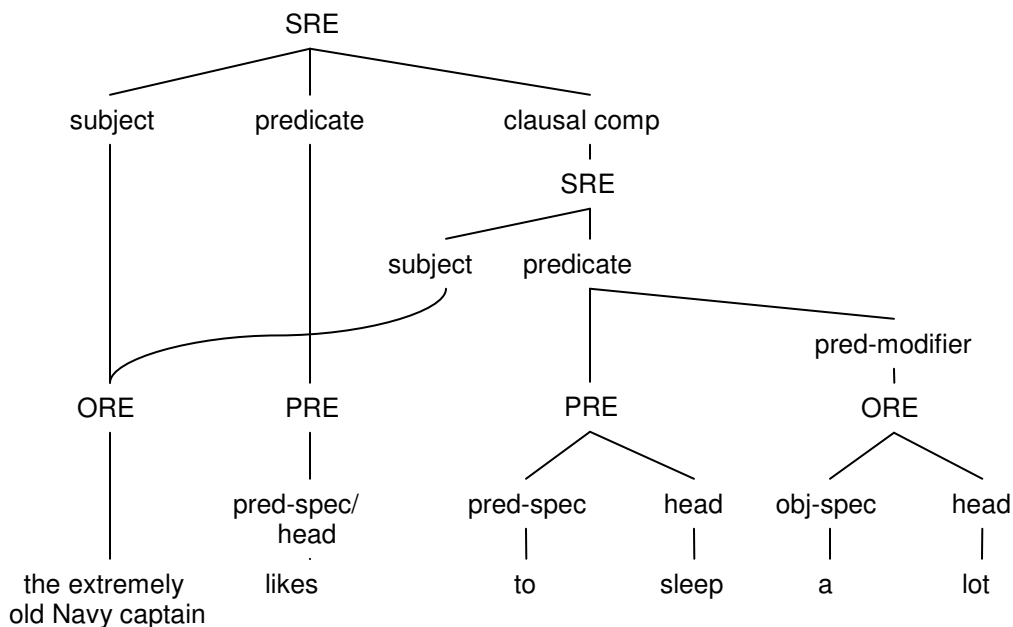 SRE
subject predicate clausal comp
SRE
subject predicate
pred-modifier
ORE PRE PRE ORE
pred-spec/ pred-spec head obj-spec head
head
the extremely likes to sleep a lot
old Navy captain